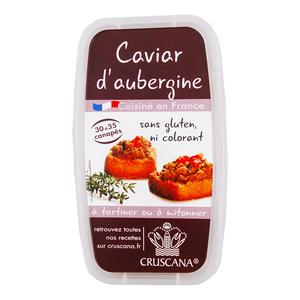 Caviar
d'aubergine
Cuisiné en France
30 à 35
canapés
sans gluten,
ni colorant
à tartiner ou à mitonner
retrouvez toutes
nos recettes
sur cruscana.fr
CRUSCANA®